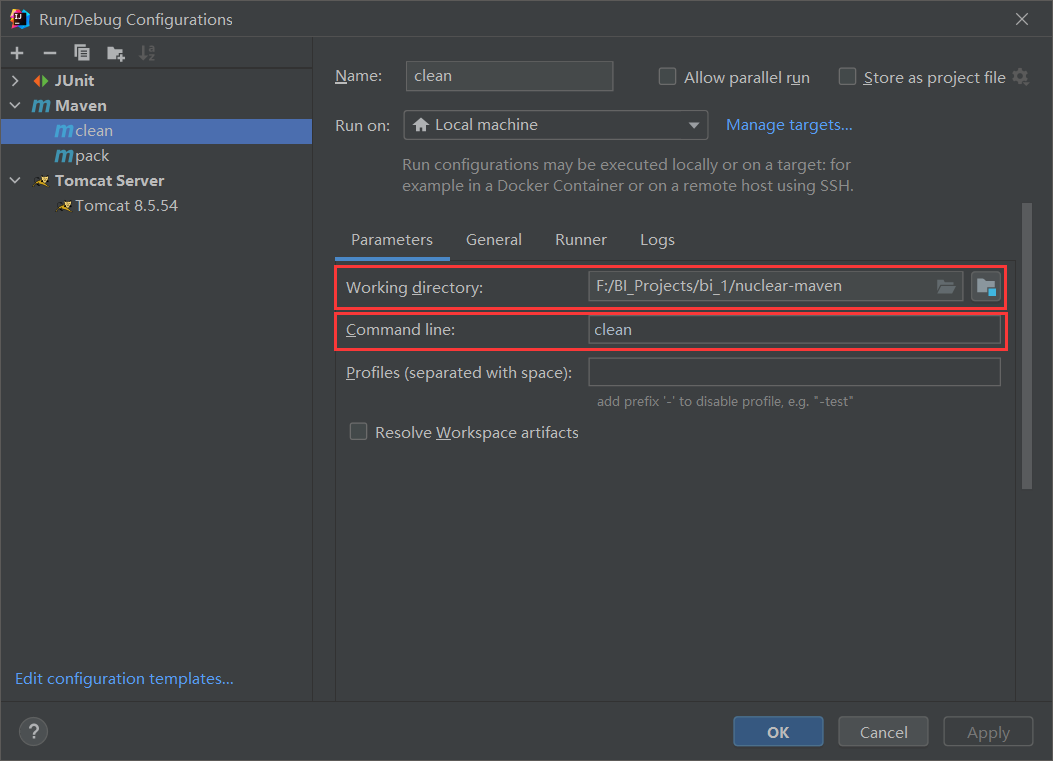 Run/Debug Configurations
JUnit
Maven
clean
pack
Tomcat Server
Tomcat 8.5.54
Edit configuration templates...
Name: clean Allow parallel run Store as project file
Run on: Local machine Manage targets...
Run configurations may be executed locally or on a target: for
example in a Docker Container or on a remote host using SSH.
Parameters General Runner Logs
Working directory: F:/BI_Projects/bi_1/nuclear-maven
Command line: clean
Profiles (separated with space):
add prefix '-' to disable profile, e.g. "-test"
Resolve Workspace artifacts
? OK Cancel Apply